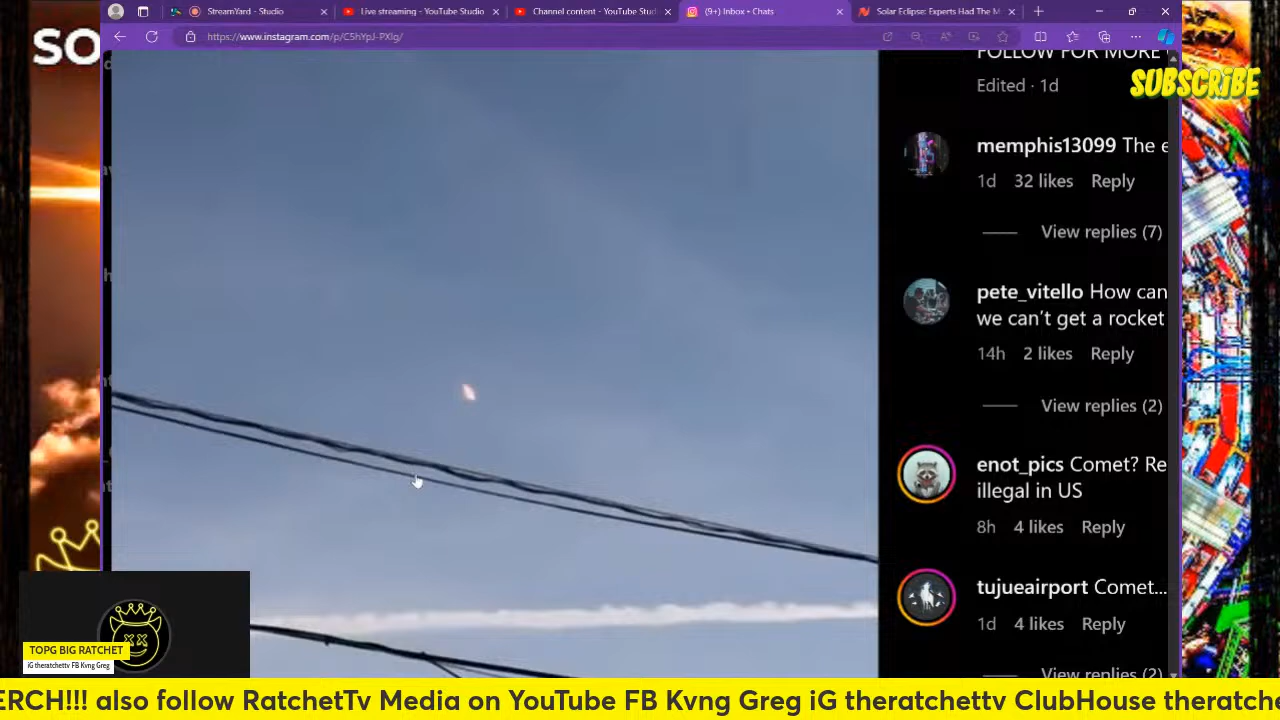 SO
StreamYard - Studio
Live streaming - YouTube Studio
Channel content - YouTube Stud
(9+) Inbox • Chats
Solar Eclipse: Experts Had The M
https://www.instagram.com/p/C5hYpJ-PXlg/
FOLLOW FOR MORE
Edited · 1d
SUBSCRIBE
memphis13099 The e
1d 32 likes Reply
View replies (7)
pete_vitello How can
we can't get a rocket
14h 2 likes Reply
View replies (2)
enot_pics Comet? Re
illegal in US
8h 4 likes Reply
tujueairport Comet...
1d 4 likes Reply
View replies (2)
TOPG BIG RATCHET
iG theratchettv FB Kvng Greg
ERCH!!! also follow RatchetTv Media on YouTube FB Kvng Greg iG theratchettv ClubHouse theratche